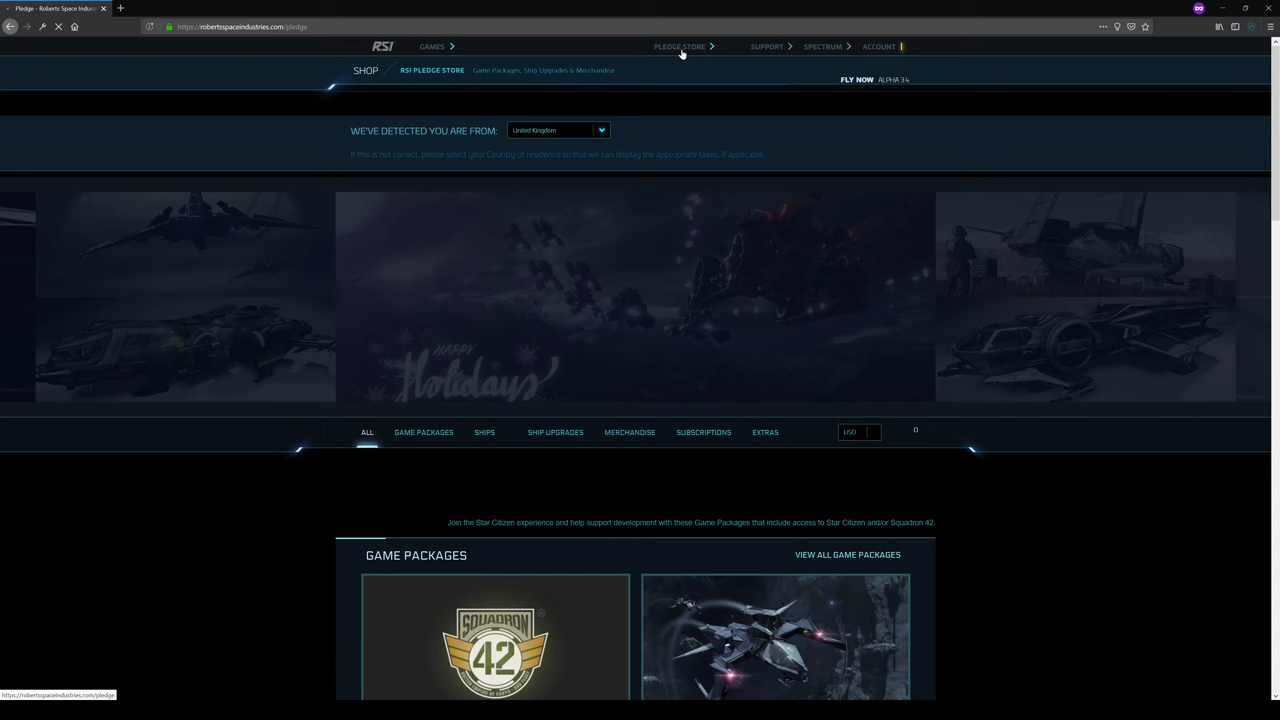 Pledge - Roberts Space Indust
https://robertsspaceindustries.com/pledge
RSI
GAMES
PLEDGE STORE
SUPPORT
SPECTRUM
ACCOUNT
SHOP
RSI PLEDGE STORE
Game Packages, Ship Upgrades & Merchandise
FLY NOW ALPHA 3.4
WE'VE DETECTED YOU ARE FROM:
United Kingdom
If this is not correct, please select your Country of residence so that we can display the appropriate taxes, if applicable.
HAPPY
Holidays
ALL
GAME PACKAGES
SHIPS
SHIP UPGRADES
MERCHANDISE
SUBSCRIPTIONS
EXTRAS
USD
0
Join the Star Citizen experience and help support development with these Game Packages that include access to Star Citizen and/or Squadron 42.
GAME PACKAGES
VIEW ALL GAME PACKAGES
SQUADRON
42
https://robertsspaceindustries.com/pledge